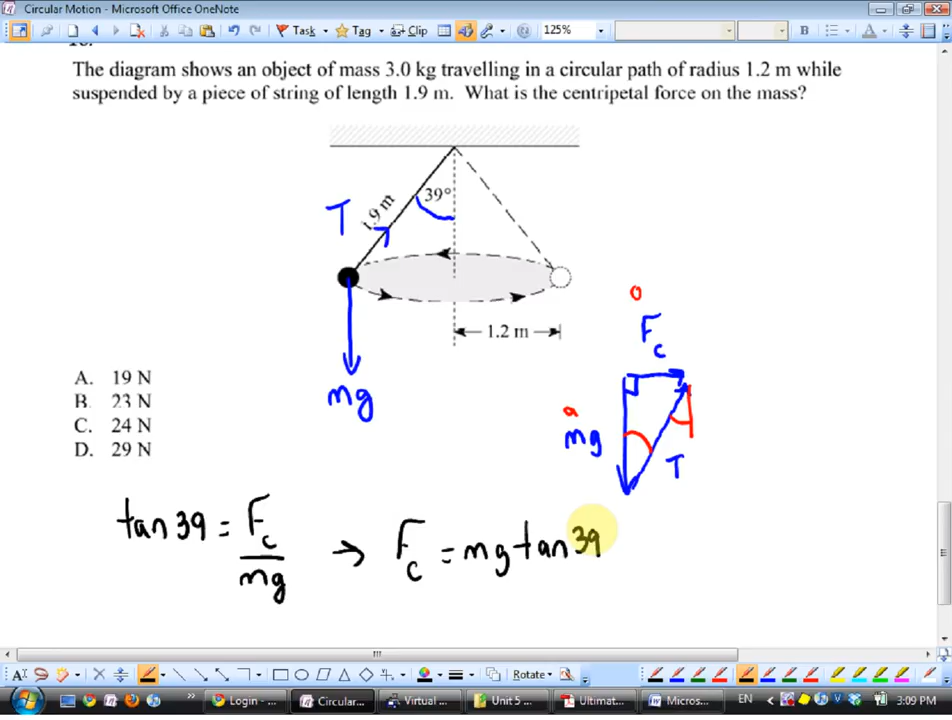 Circular Motion - Microsoft Office OneNote
Task
Tag
Clip
125%
B
The diagram shows an object of mass 3.0 kg travelling in a circular path of radius 1.2 m while
suspended by a piece of string of length 1.9 m. What is the centripetal force on the mass?
39°
1.9 m
T
1.2 m
mg
A. 19 N
B. 23 N
C. 24 N
D. 29 N
o
Fc
a
mg
T
tan 39 = Fc
mg
→ Fc = mg tan 39
Rotate
Login - ...
Circular...
Virtual ...
Unit 5 ...
Ultimat...
Micros...
EN
3:09 PM